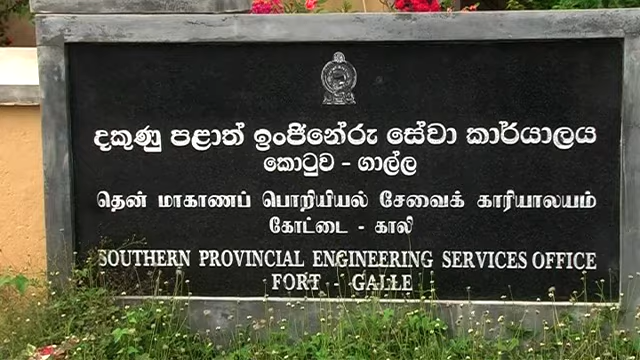 දකුණු පළාත් ඉංජිනේරු සේවා කාර්යාලය
කොටුව - ගාල්ල
தென் மாகாணப் பொறியியல் சேவைக் காரியாலயம்
கோட்டை - காலி
SOUTHERN PROVINCIAL ENGINEERING SERVICES OFFICE
FORT - GALLE